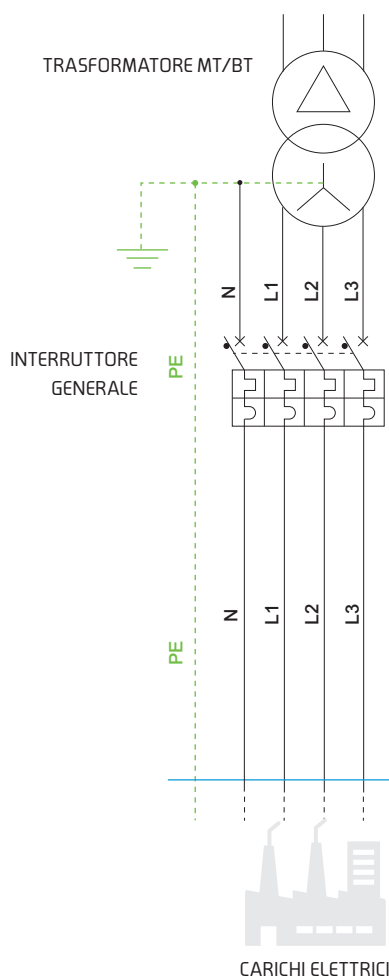 TRASFORMATORE MT/BT
N
L1
L2
L3
INTERRUTTORE
GENERALE
PE
N
L1
L2
L3
PE
CARICHI ELETTRICI